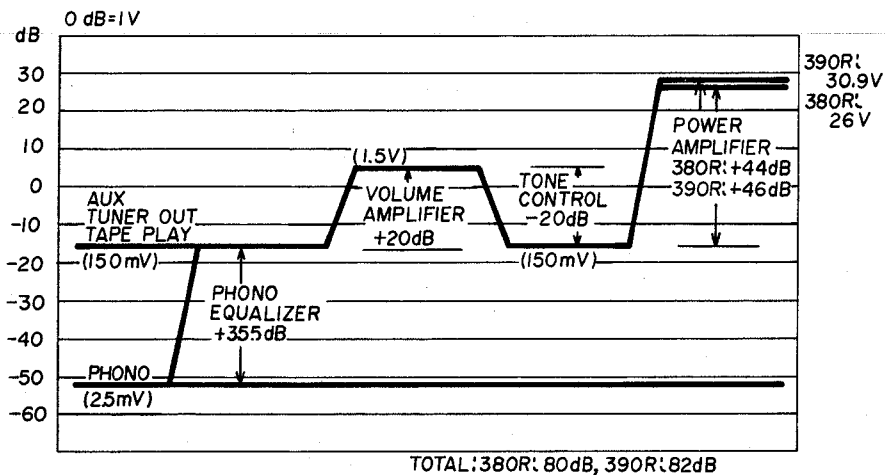 0 dB=1V
dB
30
20
10
0
-10
-20
-30
-40
-50
-60
AUX
TUNER OUT
TAPE PLAY
(150mV)
PHONO
(2.5mV)
PHONO
EQUALIZER
+355dB
(1.5V)
VOLUME
AMPLIFIER
+20dB
TONE
CONTROL
-20dB
(150mV)
POWER
AMPLIFIER
380R:+44dB
390R:+46dB
390R:
30.9V
380R:
26V
TOTAL:380R:80dB, 390R:82dB